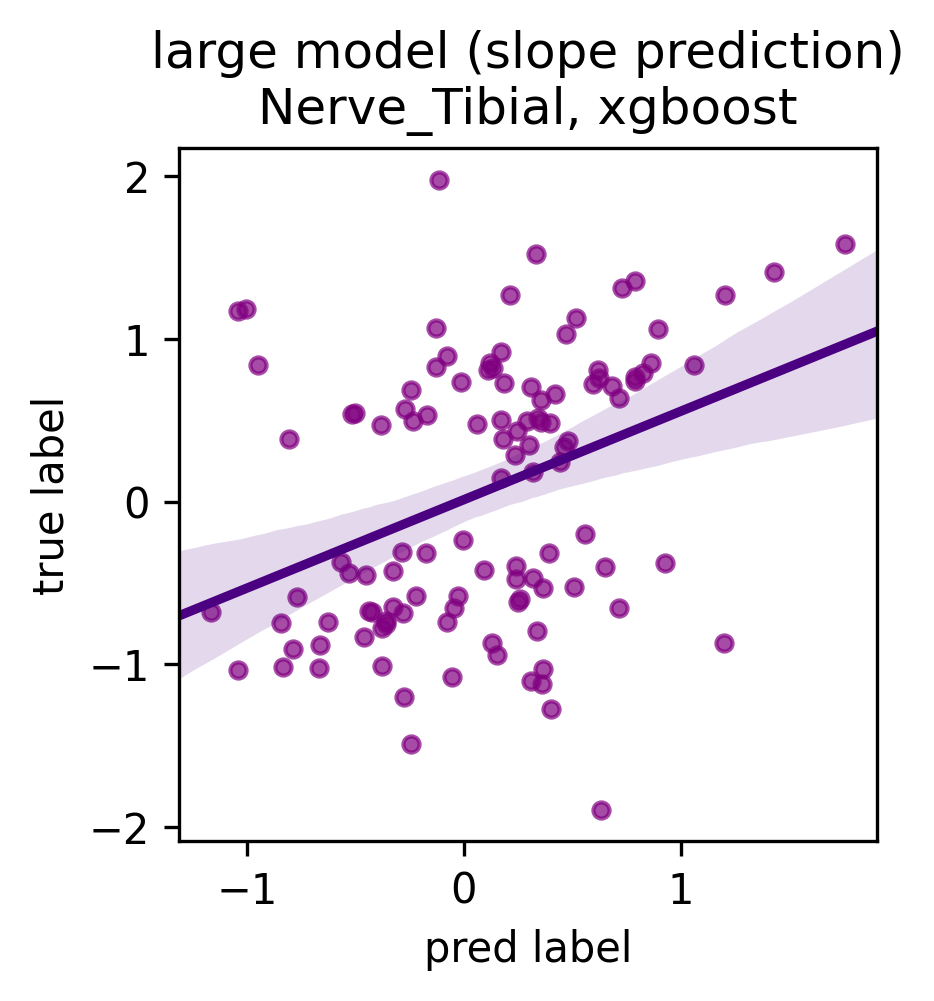 large model (slope prediction)
Nerve_Tibial, xgboost
2
1
0
−1
−2
true label
−1
0
1
pred label